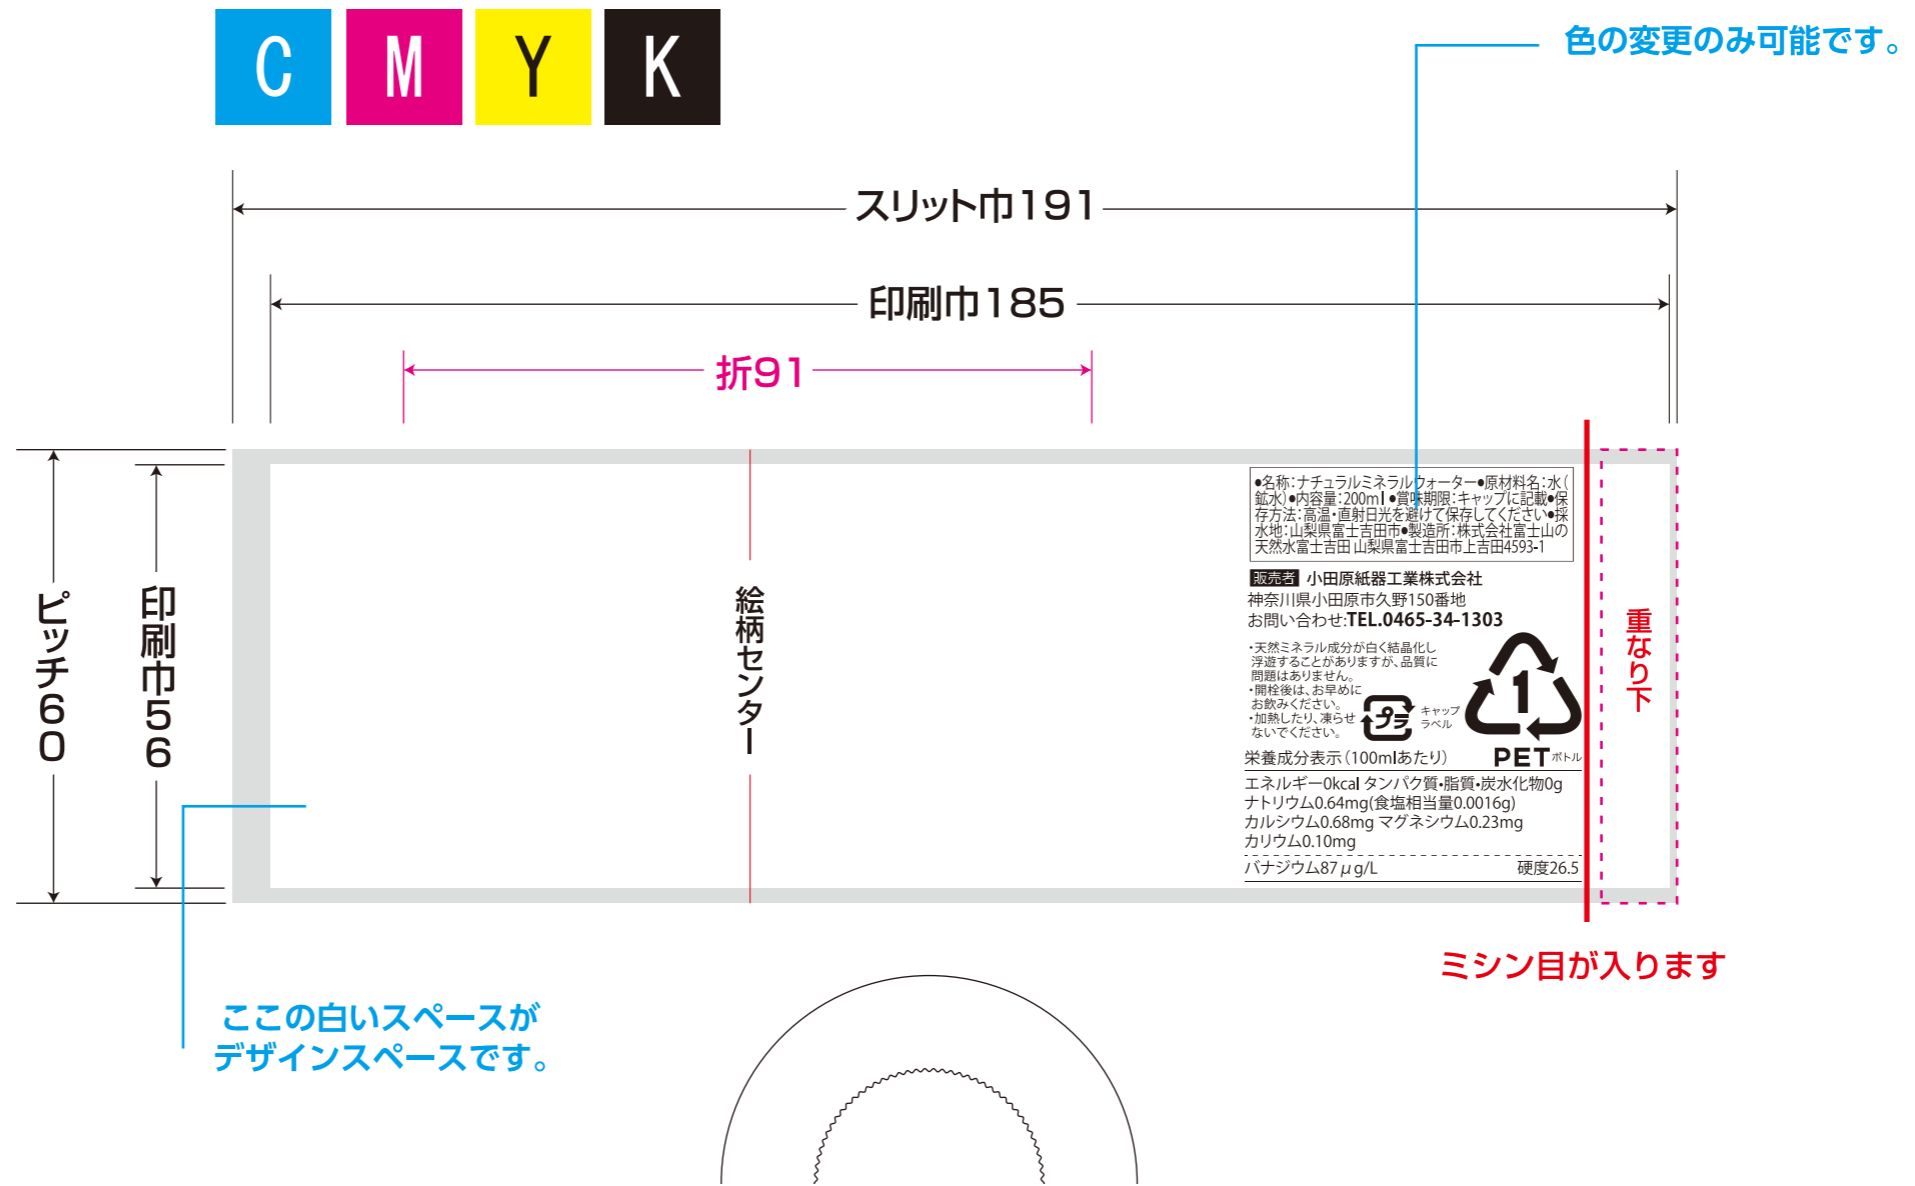 C M Y K
色の変更のみ可能です。
スリット巾191
印刷巾185
折91
ピッチ60
印刷巾56
絵柄センター
●名称:ナチュラルミネラルウォーター●原材料名:水(
鉱水)●内容量:200ml ●賞味期限:キャップに記載●保
存方法:高温・直射日光を避けて保存してください●採
水地:山梨県富士吉田市●製造所:株式会社富士山の
天然水富士吉田 山梨県富士吉田市上吉田4593-1
販売者 小田原紙器工業株式会社
神奈川県小田原市久野150番地
お問い合わせ:TEL.0465-34-1303
・天然ミネラル成分が白く結晶化し
浮遊することがありますが、品質に
問題はありません。
・開栓後は、お早めに
お飲みください。
・加熱したり、凍らせ
ないでください。
プラ
キャップ
ラベル
1
PET ボトル
栄養成分表示(100mlあたり)
エネルギー0kcal タンパク質・脂質・炭水化物0g
ナトリウム0.64mg(食塩相当量0.0016g)
カルシウム0.68mg マグネシウム0.23mg
カリウム0.10mg
バナジウム87μg/L 硬度26.5
重なり下
ミシン目が入ります
ここの白いスペースが
デザインスペースです。